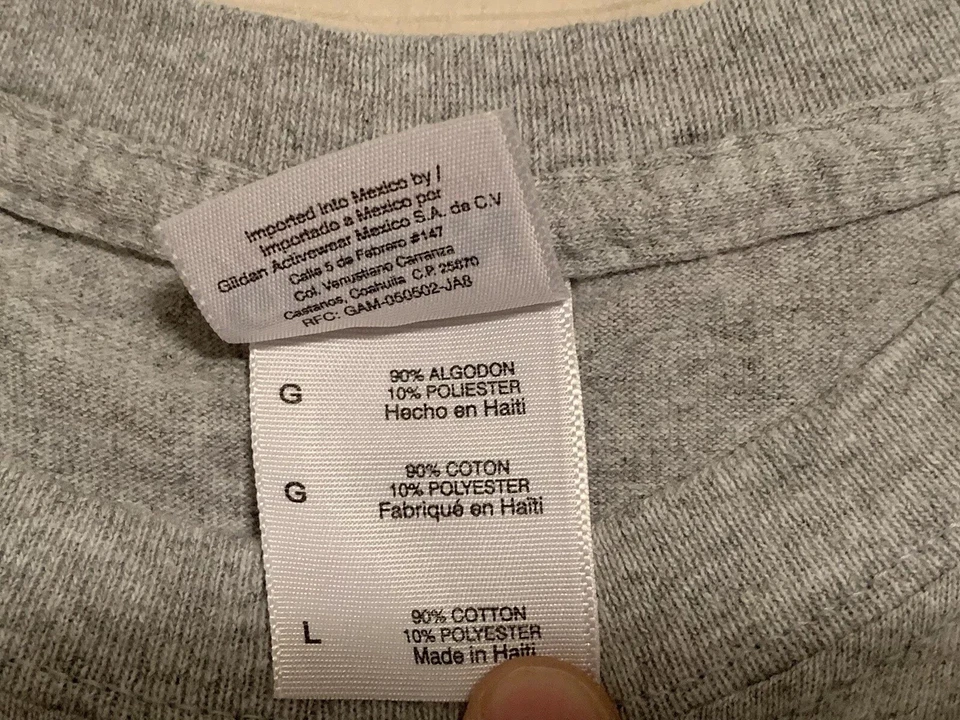 Imported into Mexico by /
Importado a Mexico por
Gildan Activewear Mexico S.A. de C.V
Calle 5 de Febrero #147
Col. Venustiano Carranza
Castanos, Coahuila C.P. 25870
RFC: GAM-050502-JA8
G
90% ALGODON
10% POLIESTER
Hecho en Haiti
G
90% COTON
10% POLYESTER
Fabriqué en Haïti
L
90% COTTON
10% POLYESTER
Made in Haiti